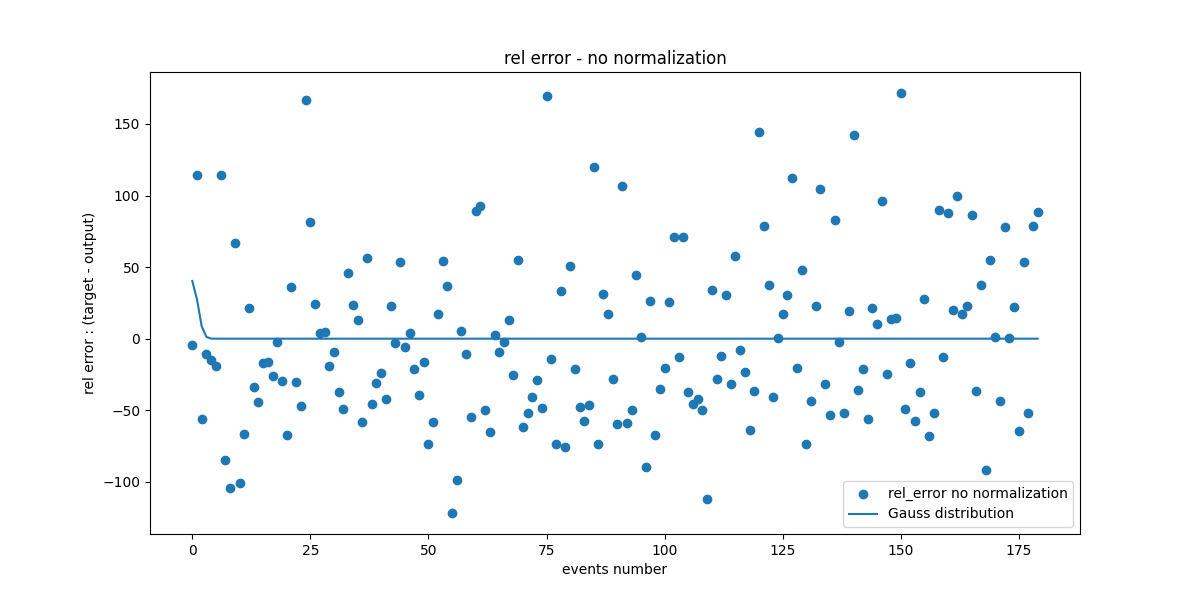 rel error - no normalization
rel error : (target - output)
150
100
50
0
−50
−100
0 25 50 75 100 125 150 175
events number
rel_error no normalization
Gauss distribution